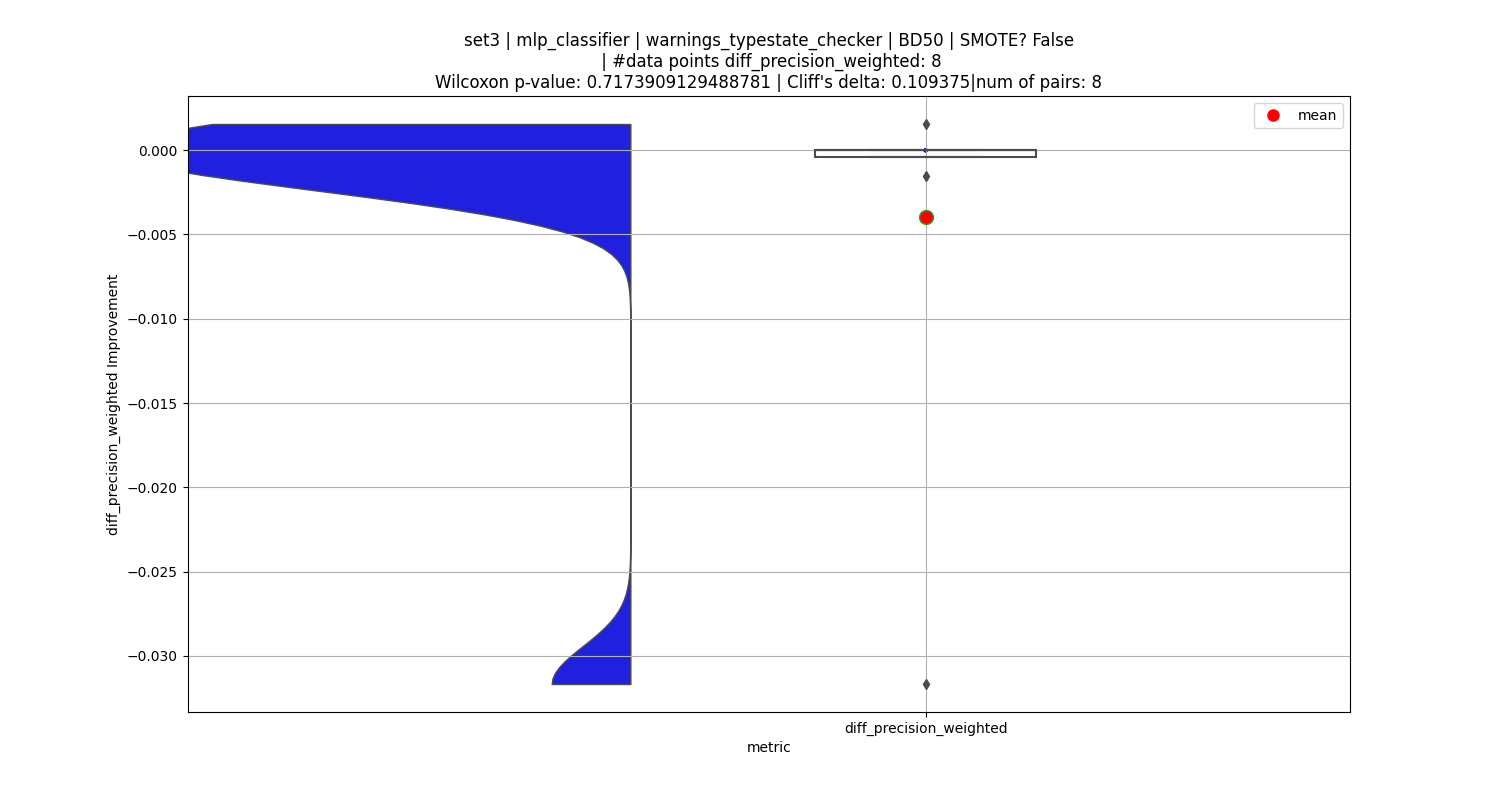 set3 | mlp_classifier | warnings_typestate_checker | BD50 | SMOTE? False
| #data points diff_precision_weighted: 8
Wilcoxon p-value: 0.7173909129488781 | Cliff's delta: 0.109375|num of pairs: 8
mean
0.000
−0.005
−0.010
−0.015
−0.020
−0.025
−0.030
diff_precision_weighted Improvement
diff_precision_weighted
metric